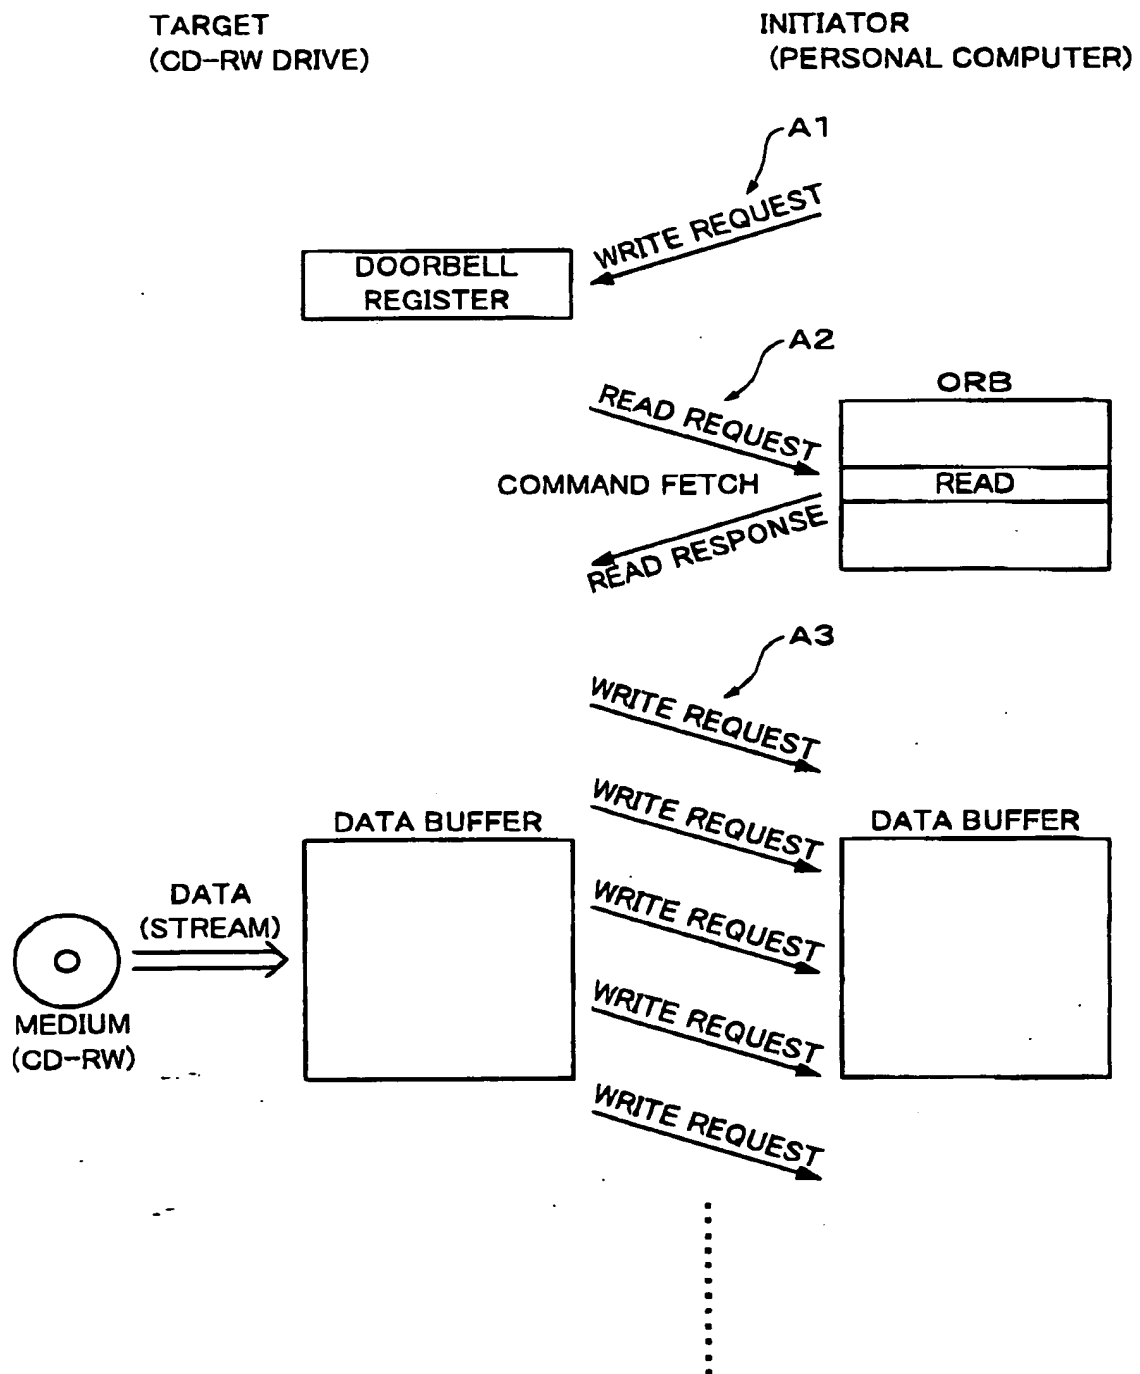 TARGET
(CD-RW DRIVE)
INITIATOR
(PERSONAL COMPUTER)
A1
WRITE REQUEST
DOORBELL
REGISTER
A2
READ REQUEST
ORB
COMMAND FETCH
READ
READ RESPONSE
A3
WRITE REQUEST
WRITE REQUEST
DATA BUFFER
DATA BUFFER
DATA
(STREAM)
WRITE REQUEST
MEDIUM
(CD-RW)
WRITE REQUEST
WRITE REQUEST